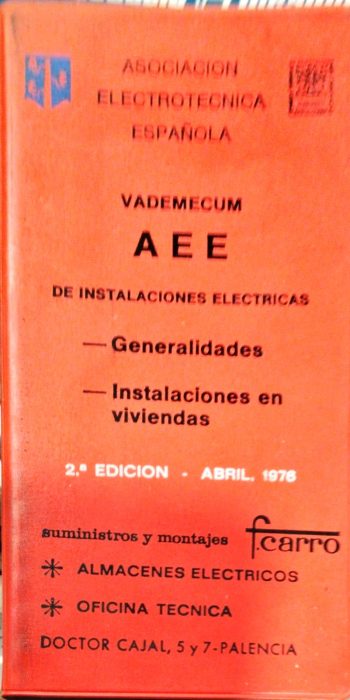 ASOCIACION
ELECTROTECNICA
ESPAÑOLA
VADEMECUM
AEE
DE INSTALACIONES ELECTRICAS
— Generalidades
— Instalaciones en
viviendas
2.ª EDICION - ABRIL. 1976
suministros y montajes f.carro
✳ ALMACENES ELECTRICOS
✳ OFICINA TECNICA
DOCTOR CAJAL, 5 y 7-PALENCIA